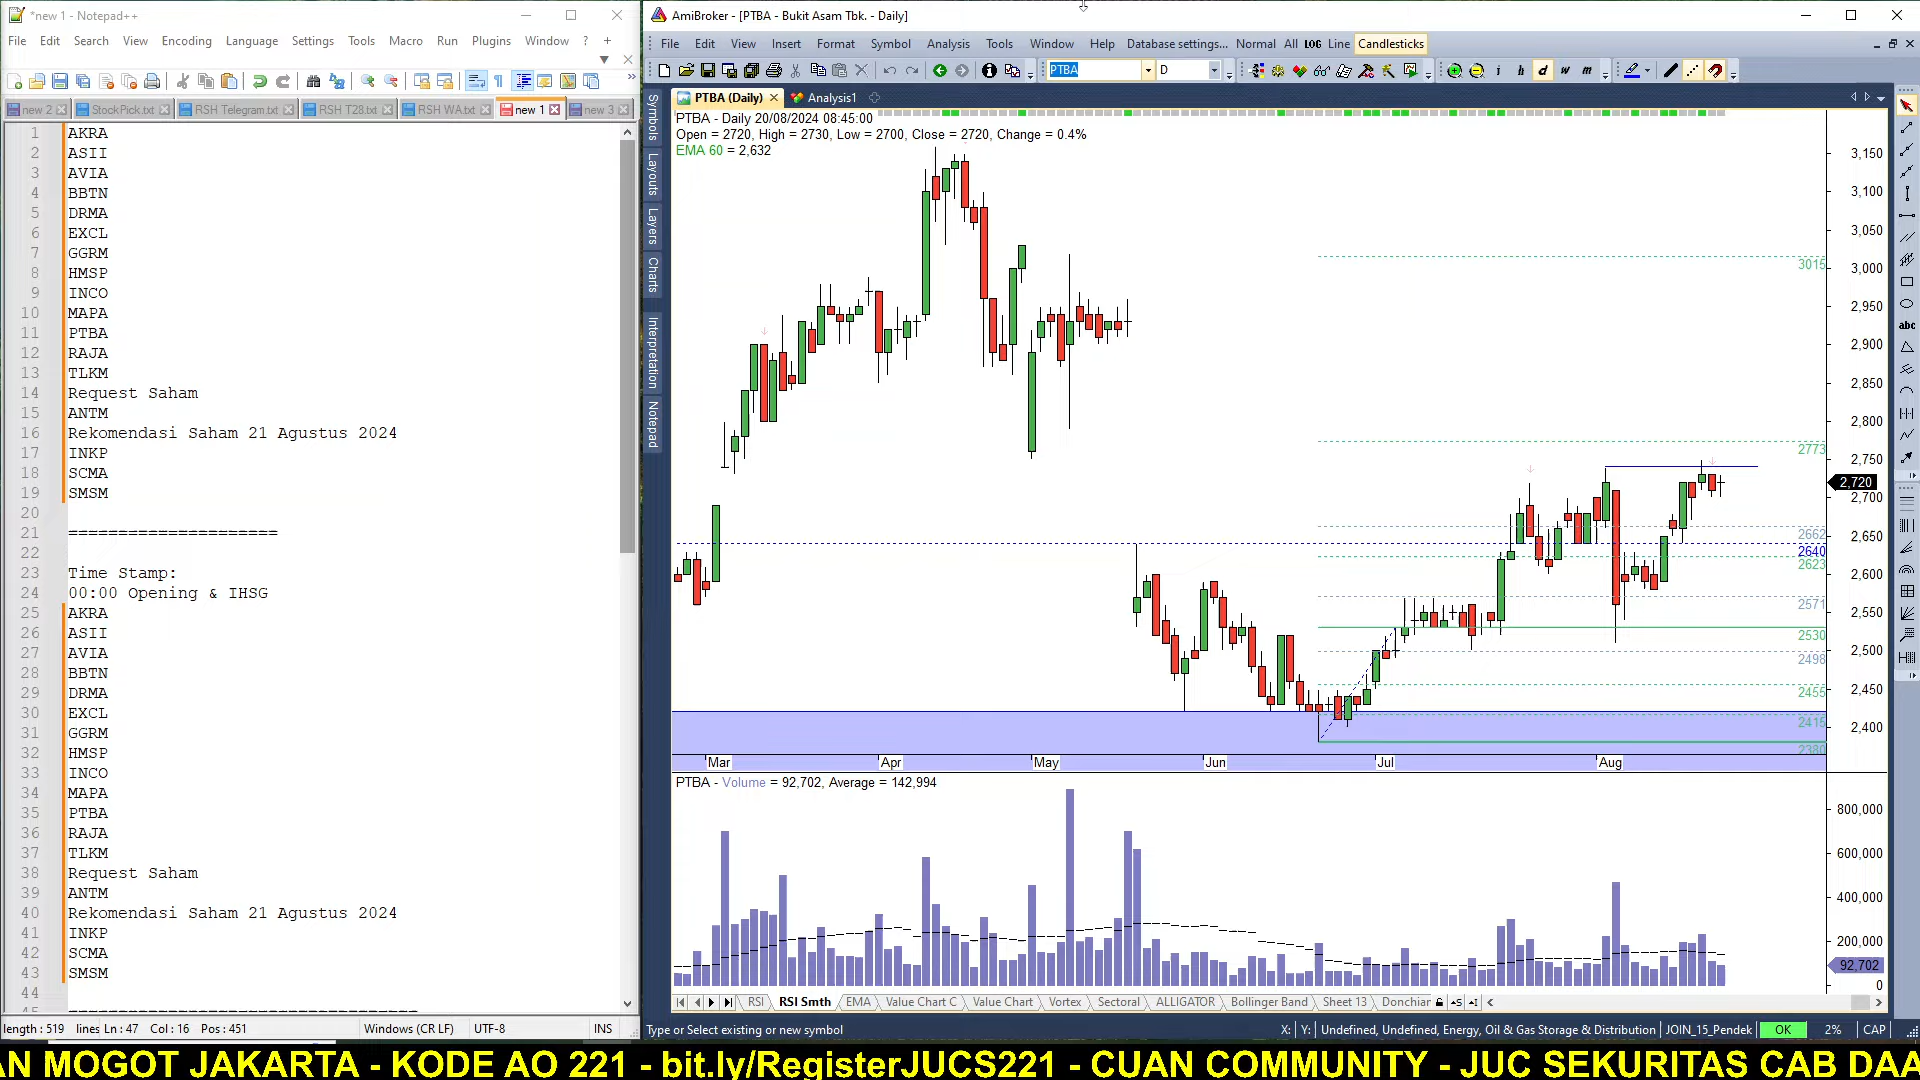 *new 1 - Notepad++
File Edit Search View Encoding Language Settings Tools Macro Run Plugins Window ? +
new 2 StockPick.txt RSH Telegram.txt RSH T28.txt RSH WA.txt new 1 new 3
1 AKRA
2 ASII
3 AVIA
4 BBTN
5 DRMA
6 EXCL
7 GGRM
8 HMSP
9 INCO
10 MAPA
11 PTBA
12 RAJA
13 TLKM
14 Request Saham
15 ANTM
16 Rekomendasi Saham 21 Agustus 2024
17 INKP
18 SCMA
19 SMSM
20
21 =====================
22
23 Time Stamp:
24 00:00 Opening & IHSG
25 AKRA
26 ASII
27 AVIA
28 BBTN
29 DRMA
30 EXCL
31 GGRM
32 HMSP
33 INCO
34 MAPA
35 PTBA
36 RAJA
37 TLKM
38 Request Saham
39 ANTM
40 Rekomendasi Saham 21 Agustus 2024
41 INKP
42 SCMA
43 SMSM
44
length : 519 lines Ln : 47 Col : 16 Pos : 451 Windows (CR LF) UTF-8 INS
AmiBroker - [PTBA - Bukit Asam Tbk. - Daily]
File Edit View Insert Format Symbol Analysis Tools Window Help Database settings... Normal All LOG Line Candlesticks
PTBA D i h d w m
PTBA (Daily) Analysis1
Symbols
Layouts
Layers
Charts
Interpretation
Notepad
abc
PTBA - Daily 20/08/2024 08:45:00
Open = 2720, High = 2730, Low = 2700, Close = 2720, Change = 0.4%
EMA 60 = 2,632
3,150
3,100
3,050
3,000
2,950
2,900
2,850
2,800
2,750
2,720
2,700
2,650
2,600
2,550
2,500
2,450
2,400
3015
2773
2662
2640
2623
2571
2530
2498
2455
2415
2380
Mar Apr May Jun Jul Aug
PTBA - Volume = 92,702, Average = 142,994
800,000
600,000
400,000
200,000
92,702
0
RSI RSI Smth EMA Value Chart C Value Chart Vortex Sectoral ALLIGATOR Bollinger Band Sheet 13 Donchian
Type or Select existing or new symbol X: Y: Undefined, Undefined, Energy, Oil & Gas Storage & Distribution JOIN_15_Pendek OK 2% CAP
AN MOGOT JAKARTA - KODE AO 221 - bit.ly/RegisterJUCS221 - CUAN COMMUNITY - JUC SEKURITAS CAB DAA